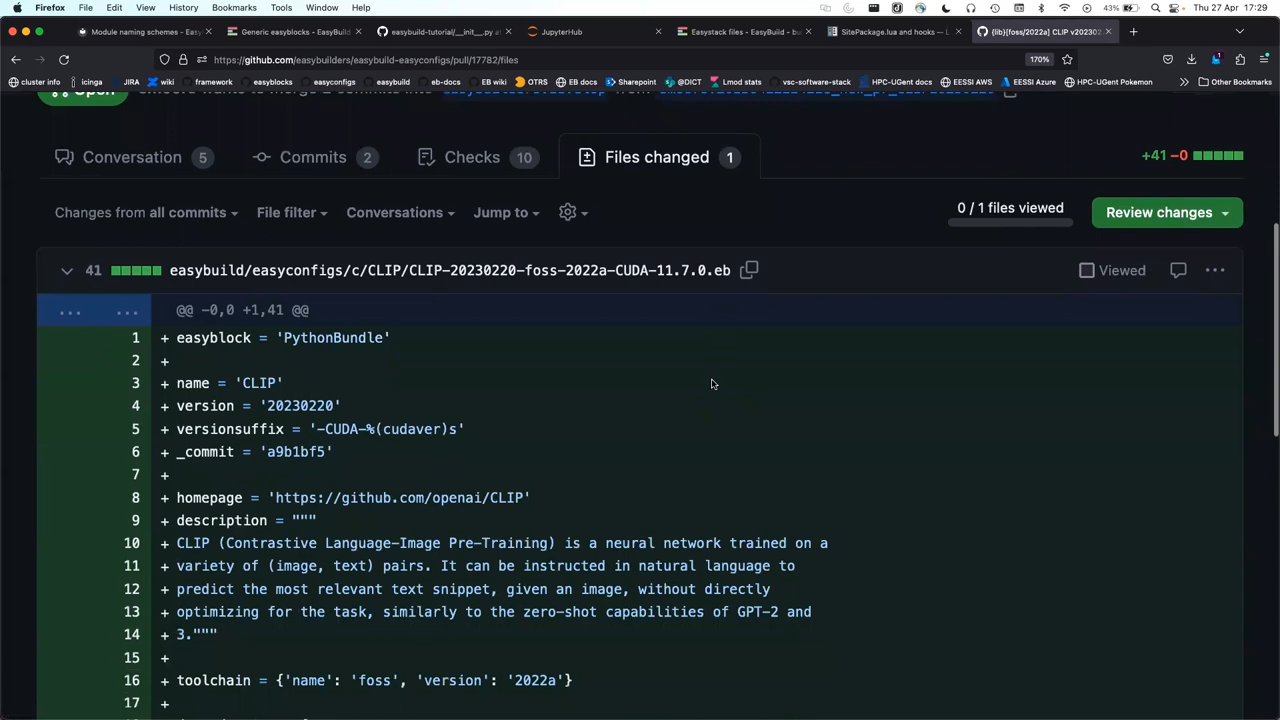 Firefox File Edit View History Bookmarks Tools Window Help 43% Thu 27 Apr 17:29
Module naming schemes - Easy Generic easyblocks - EasyBuild easybuild-tutorial/__init__.py at JupyterHub Easystack files - EasyBuild - bu SitePackage.lua and hooks — {lib}[foss/2022a] CLIP v202302
https://github.com/easybuilders/easybuild-easyconfigs/pull/17782/files 170%
cluster info icinga JIRA wiki framework easyblocks easyconfigs easybuild eb-docs EB wiki OTRS EB docs Sharepoint @DICT Lmod stats vsc-software-stack HPC-UGent docs EESSI AWS EESSI Azure HPC-UGent Pokemon Other Bookmarks
Conversation 5 Commits 2 Checks 10 Files changed 1 +41 −0
Changes from all commits File filter Conversations Jump to 0 / 1 files viewed Review changes
41 easybuild/easyconfigs/c/CLIP/CLIP-20230220-foss-2022a-CUDA-11.7.0.eb Viewed
... ... @@ -0,0 +1,41 @@
1 + easyblock = 'PythonBundle'
2 +
3 + name = 'CLIP'
4 + version = '20230220'
5 + versionsuffix = '-CUDA-%(cudaver)s'
6 + _commit = 'a9b1bf5'
7 +
8 + homepage = 'https://github.com/openai/CLIP'
9 + description = """
10 + CLIP (Contrastive Language-Image Pre-Training) is a neural network trained on a
11 + variety of (image, text) pairs. It can be instructed in natural language to
12 + predict the most relevant text snippet, given an image, without directly
13 + optimizing for the task, similarly to the zero-shot capabilities of GPT-2 and
14 + 3."""
15 +
16 + toolchain = {'name': 'foss', 'version': '2022a'}
17 +